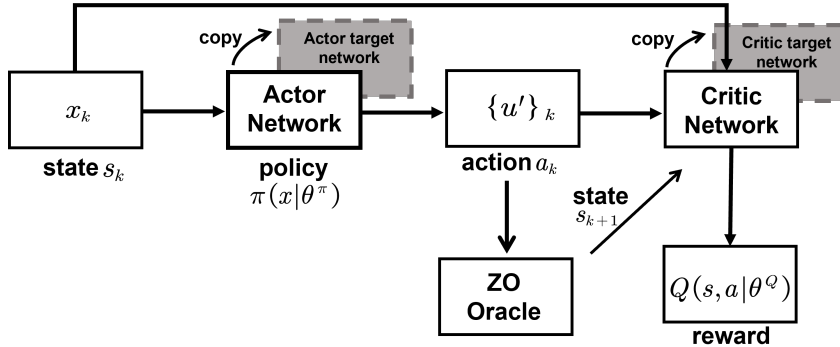 copy
Actor target
network
copy
Critic target
network
x_k
Actor
Network
{u'}_k
Critic
Network
state s_k
policy
π(x|θ^π)
action a_k
state
s_{k+1}
ZO
Oracle
Q(s,a|θ^Q)
reward